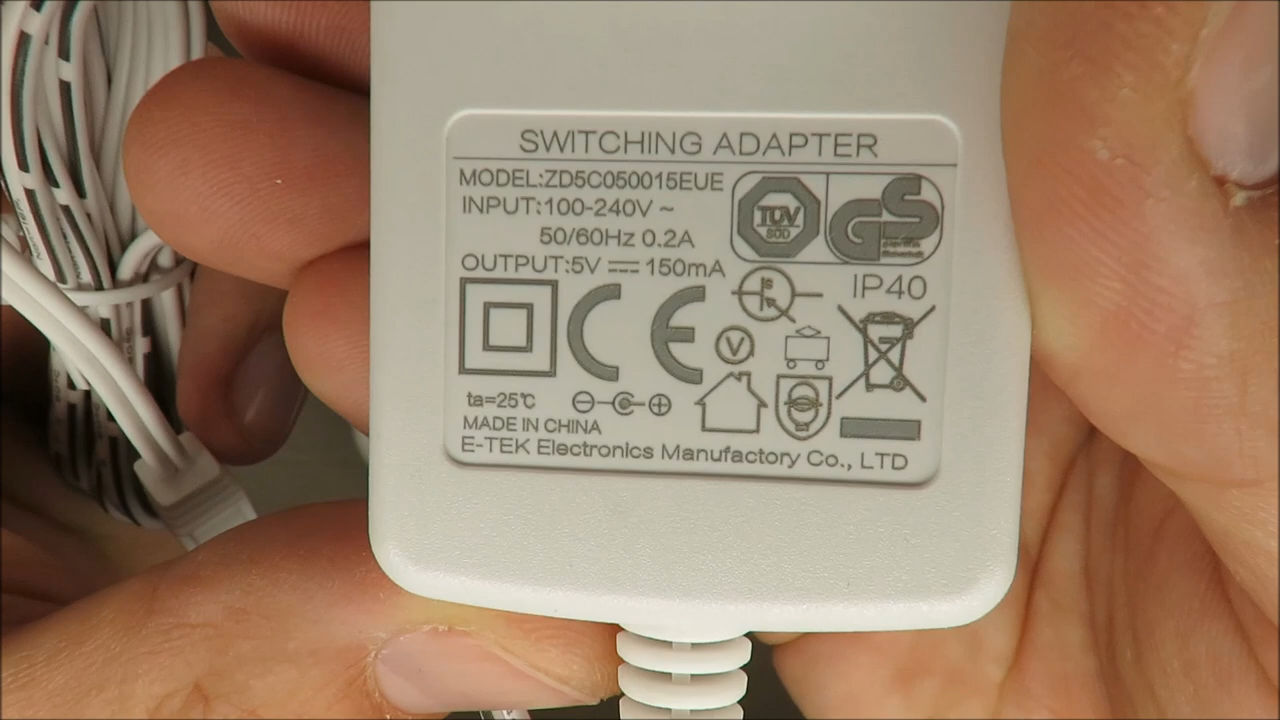 SWITCHING ADAPTER
MODEL:ZD5C050015EUE
INPUT:100-240V ~
50/60Hz 0.2A
OUTPUT:5V ⎓ 150mA
TÜV
SÜD
GS
IP40
CE
V
ta=25℃
MADE IN CHINA
E-TEK Electronics Manufactory Co., LTD